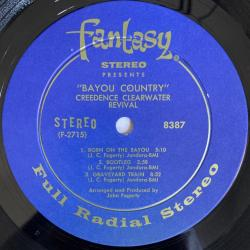 Fantasy.
STEREO
PRESENTS
"BAYOU COUNTRY"
CREEDENCE CLEARWATER
REVIVAL
STEREO
(F-2715)
8387
1. BORN ON THE BAYOU 5:10
(J. C. Fogerty) Jondora-BMI
2. BOOTLEG 2:58
(J. C. Fogerty) Jondora-BMI
3. GRAVEYARD TRAIN 8:32
(J. C. Fogerty) Jondora-BMI
Arranged and Produced by
John Fogerty
Full Radial Stereo